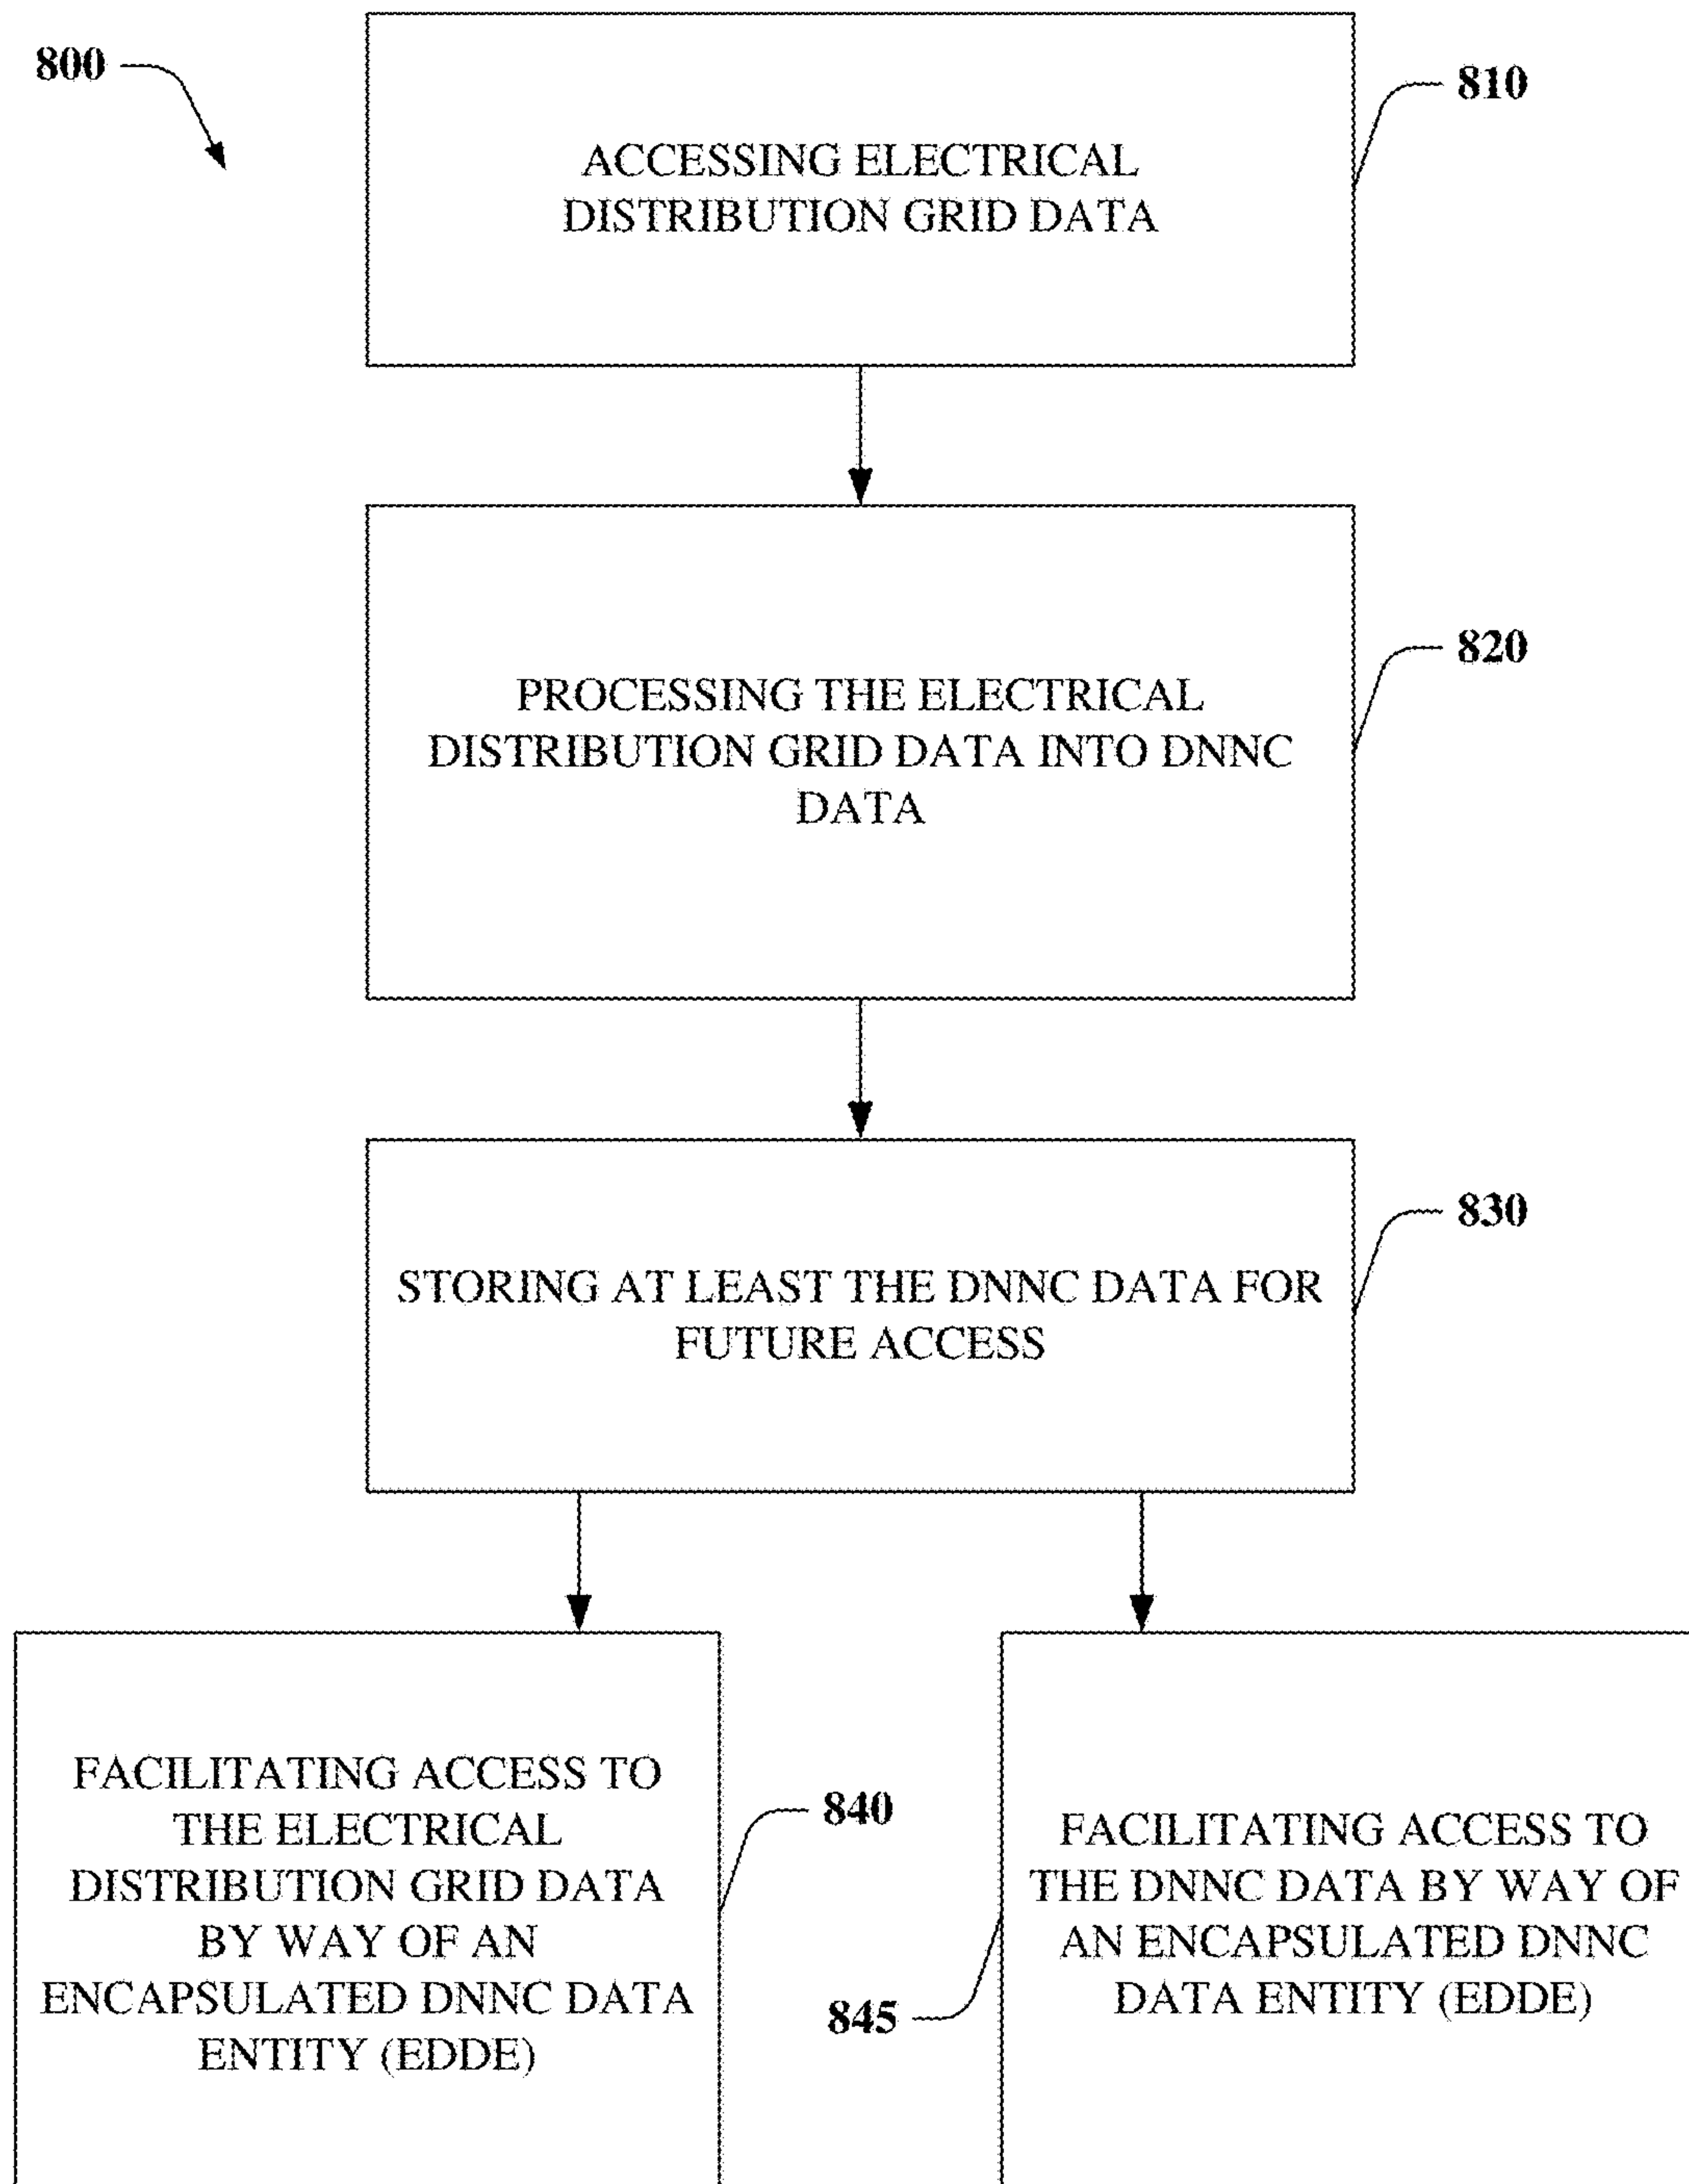 800
810
ACCESSING ELECTRICAL
DISTRIBUTION GRID DATA
820
PROCESSING THE ELECTRICAL
DISTRIBUTION GRID DATA INTO DNNC
DATA
830
STORING AT LEAST THE DNNC DATA FOR
FUTURE ACCESS
FACILITATING ACCESS TO
THE ELECTRICAL
DISTRIBUTION GRID DATA
BY WAY OF AN
ENCAPSULATED DNNC DATA
ENTITY (EDDE)
840
FACILITATING ACCESS TO
THE DNNC DATA BY WAY OF
AN ENCAPSULATED DNNC
DATA ENTITY (EDDE)
845